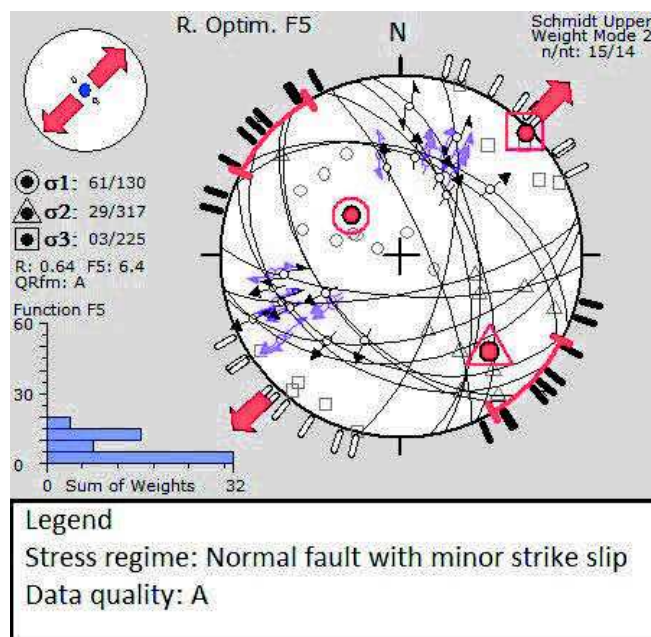 R. Optim. F5
N
Schmidt Upper
Weight Mode 2
n/nt: 15/14
σ1: 61/130
σ2: 29/317
σ3: 03/225
R: 0.64 F5: 6.4
QRfm: A
Function F5
60
30
0
0 Sum of Weights 32
Legend
Stress regime: Normal fault with minor strike slip
Data quality: A